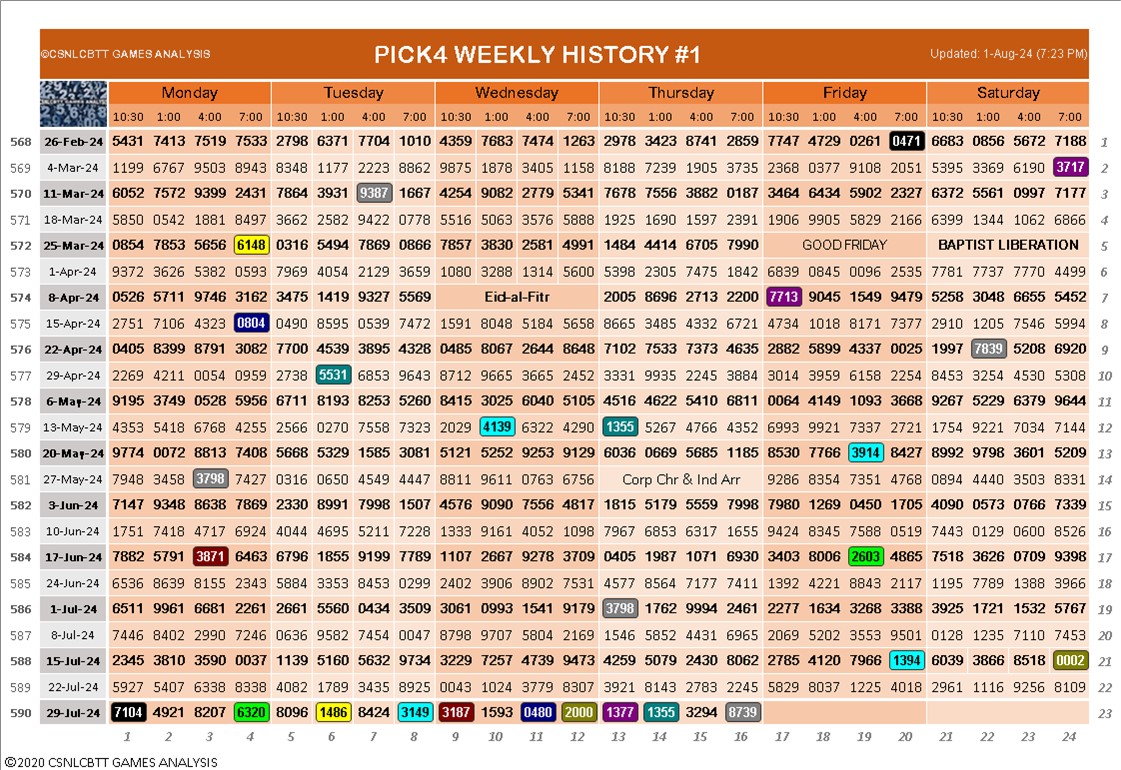 ©CSNLCBTT GAMES ANALYSIS PICK4 WEEKLY HISTORY #1 Updated: 1-Aug-24 (7:23 PM)
Monday Tuesday Wednesday Thursday Friday Saturday
10:30 1:00 4:00 7:00 10:30 1:00 4:00 7:00 10:30 1:00 4:00 7:00 10:30 1:00 4:00 7:00 10:30 1:00 4:00 7:00 10:30 1:00 4:00 7:00
568 26-Feb-24 5431 7413 7519 7533 2798 6371 7704 1010 4359 7683 7474 1263 2978 3423 8741 2859 7747 4729 0261 0471 6683 0856 5672 7188 1
569 4-Mar-24 1199 6767 9503 8943 8348 1177 2223 8862 9875 1878 3405 1158 8188 7239 1905 3735 2368 0377 9108 2051 5395 3369 6190 3717 2
570 11-Mar-24 6052 7572 9399 2431 7864 3931 9387 1667 4254 9082 2779 5341 7678 7556 3882 0187 3464 6434 5902 2327 6372 5561 0997 7177 3
571 18-Mar-24 5850 0542 1881 8497 3662 2582 9422 0778 5516 5063 3576 5888 1925 1690 1597 2391 1906 9905 5829 2166 6399 1344 1062 6866 4
572 25-Mar-24 0854 7853 5656 6148 0316 5494 7869 0866 7857 3830 2581 4991 1484 4414 6705 7990 GOOD FRIDAY BAPTIST LIBERATION 5
573 1-Apr-24 9372 3626 5382 0593 7969 4054 2129 3659 1080 3288 1314 5600 5398 2305 7475 1842 6839 0845 0096 2535 7781 7737 7770 4499 6
574 8-Apr-24 0526 5711 9746 3162 3475 1419 9327 5569 Eid-al-Fitr 2005 8696 2713 2200 7713 9045 1549 9479 5258 3048 6655 5452 7
575 15-Apr-24 2751 7106 4323 0804 0490 8595 0539 7472 1591 8048 5184 5658 8665 3485 4332 6721 4734 1018 8171 7377 2910 1205 7546 5994 8
576 22-Apr-24 0405 8399 8791 3082 7700 4539 3895 4328 0485 8067 2644 8648 7102 7533 7373 4635 2882 5899 4337 0025 1997 7839 5208 6920 9
577 29-Apr-24 2269 4211 0054 0959 2738 5531 6853 9643 8712 9665 3665 2452 3331 9935 2245 3884 3014 3959 6158 2254 8453 3254 4530 5308 10
578 6-May-24 9195 3749 0528 5956 6711 8193 8253 5260 8415 3025 6040 5105 4516 4622 5410 6811 0064 4149 1093 3668 9267 5229 6379 9644 11
579 13-May-24 4353 5418 6768 4255 2566 0270 7558 7323 2029 4139 6322 4290 1355 5267 4766 4352 6993 9921 7337 2721 1754 9221 7034 7144 12
580 20-May-24 9774 0072 8813 7408 5668 5329 1585 3081 5121 5252 9253 9129 6036 0669 5685 1185 8530 7766 3914 8427 8992 9798 3601 5209 13
581 27-May-24 7948 3458 3798 7427 0316 0650 4549 4447 8811 9611 0763 6756 Corp Chr & Ind Arr 9286 8354 7351 4768 0894 4440 3503 8331 14
582 3-Jun-24 7147 9348 8638 7869 2330 8991 7998 1507 4576 9090 7556 4817 1815 5179 5559 7998 7980 1269 0450 1705 4090 0573 0766 7339 15
583 10-Jun-24 1751 7418 4717 6924 4044 4695 5211 7228 1333 9161 4052 1098 7967 6853 6317 1655 9424 8345 7588 0519 7443 0129 0600 8526 16
584 17-Jun-24 7882 5791 3871 6463 6796 1855 9199 7789 1107 2667 9278 3709 0405 1987 1071 6930 3403 8006 2603 4865 7518 3626 0709 9398 17
585 24-Jun-24 6536 8639 8155 2343 5884 3353 8453 0299 2402 3906 8902 7531 4577 8564 7177 7411 1392 4221 8843 2117 1195 7789 1388 3966 18
586 1-Jul-24 6511 9961 6681 2261 2661 5560 0434 3509 3061 0993 1541 9179 3798 1762 9994 2461 2277 1634 3268 3388 3925 1721 1532 5767 19
587 8-Jul-24 7446 8402 2990 7246 0636 9582 7454 0047 8798 9707 5804 2169 1546 5852 4431 6965 2069 5202 3553 9501 0128 1235 7110 7453 20
588 15-Jul-24 2345 3810 3590 0037 1139 5160 5632 9734 3229 7257 4739 9473 4259 5079 2430 8062 2785 4120 7966 1394 6039 3866 8518 0002 21
589 22-Jul-24 5927 5407 6338 8338 4082 1789 3435 8925 0043 1024 3779 8307 3921 8143 2783 2245 5829 8037 1225 4018 2961 1116 9256 8109 22
590 29-Jul-24 7104 4921 8207 6320 8096 1486 8424 3149 3187 1593 0480 2000 1377 1355 3294 8739 23
1 2 3 4 5 6 7 8 9 10 11 12 13 14 15 16 17 18 19 20 21 22 23 24
©2020 CSNLCBTT GAMES ANALYSIS